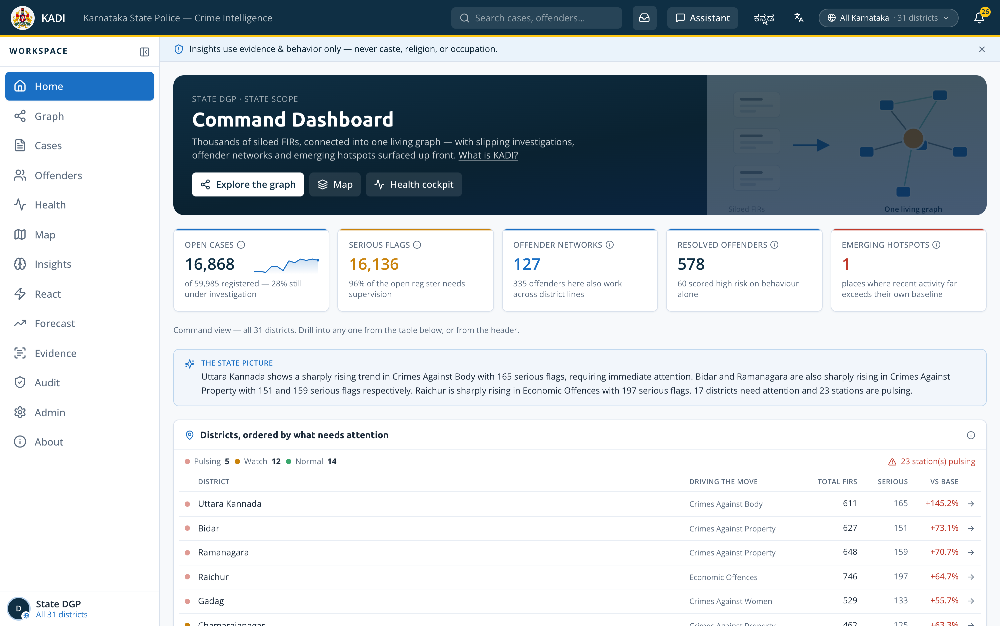 KADI
Karnataka State Police — Crime Intelligence
Search cases, offenders...
Assistant
ಕನ್ನಡ
All Karnataka · 31 districts
26
WORKSPACE
Insights use evidence & behavior only — never caste, religion, or occupation.
Home
Graph
Cases
Offenders
Health
Map
Insights
React
Forecast
Evidence
Audit
Admin
About
D
State DGP
All 31 districts
STATE DGP · STATE SCOPE
Command Dashboard
Thousands of siloed FIRs, connected into one living graph — with slipping investigations,
offender networks and emerging hotspots surfaced up front. What is KADI?
Explore the graph
Map
Health cockpit
Siloed FIRs
One living graph
OPEN CASES
16,868
of 59,985 registered — 28% still
under investigation
SERIOUS FLAGS
16,136
96% of the open register needs
supervision
OFFENDER NETWORKS
127
335 offenders here also work
across district lines
RESOLVED OFFENDERS
578
60 scored high risk on behaviour
alone
EMERGING HOTSPOTS
1
places where recent activity far
exceeds their own baseline
Command view — all 31 districts. Drill into any one from the table below, or from the header.
THE STATE PICTURE
Uttara Kannada shows a sharply rising trend in Crimes Against Body with 165 serious flags, requiring immediate attention. Bidar and Ramanagara are also sharply rising in Crimes Against
Property with 151 and 159 serious flags respectively. Raichur is sharply rising in Economic Offences with 197 serious flags. 17 districts need attention and 23 stations are pulsing.
Districts, ordered by what needs attention
Pulsing 5 Watch 12 Normal 14
23 station(s) pulsing
DISTRICT DRIVING THE MOVE TOTAL FIRS SERIOUS VS BASE
Uttara Kannada Crimes Against Body 611 165 +145.2%
Bidar Crimes Against Property 627 151 +73.1%
Ramanagara Crimes Against Property 648 159 +70.7%
Raichur Economic Offences 746 197 +64.7%
Gadag Crimes Against Women 529 133 +55.7%
Chamarajanagar Crimes Against Property 462 125 +63.3%